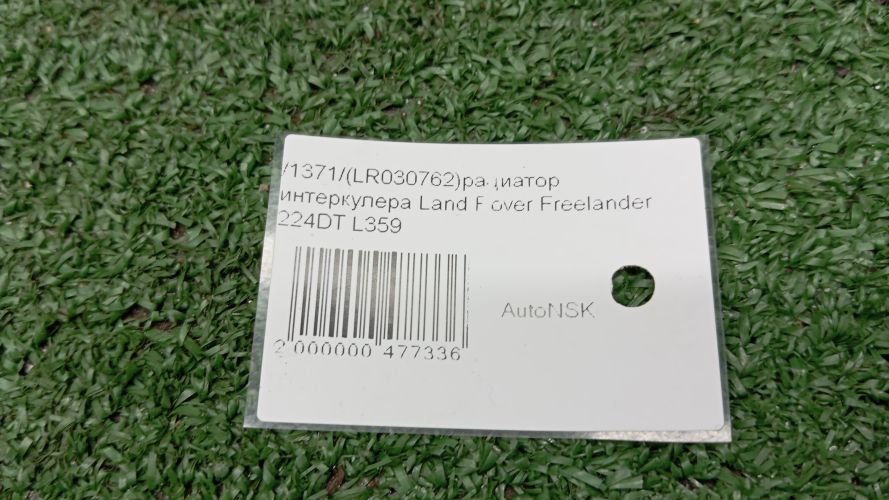 /1371/(LR030762)радиатор
интеркулера Land Rover Freelander
224DT L359
AutoNSK
2 000000 477336